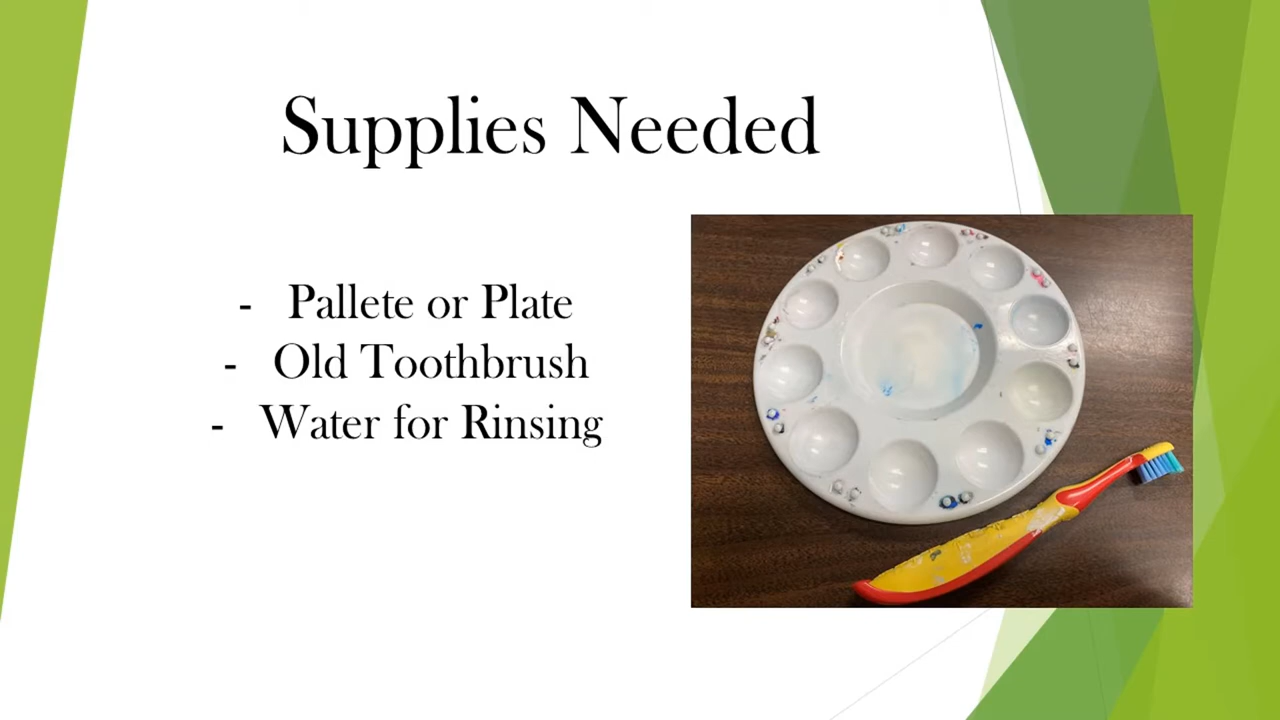 Supplies Needed
- Pallete or Plate
- Old Toothbrush
- Water for Rinsing